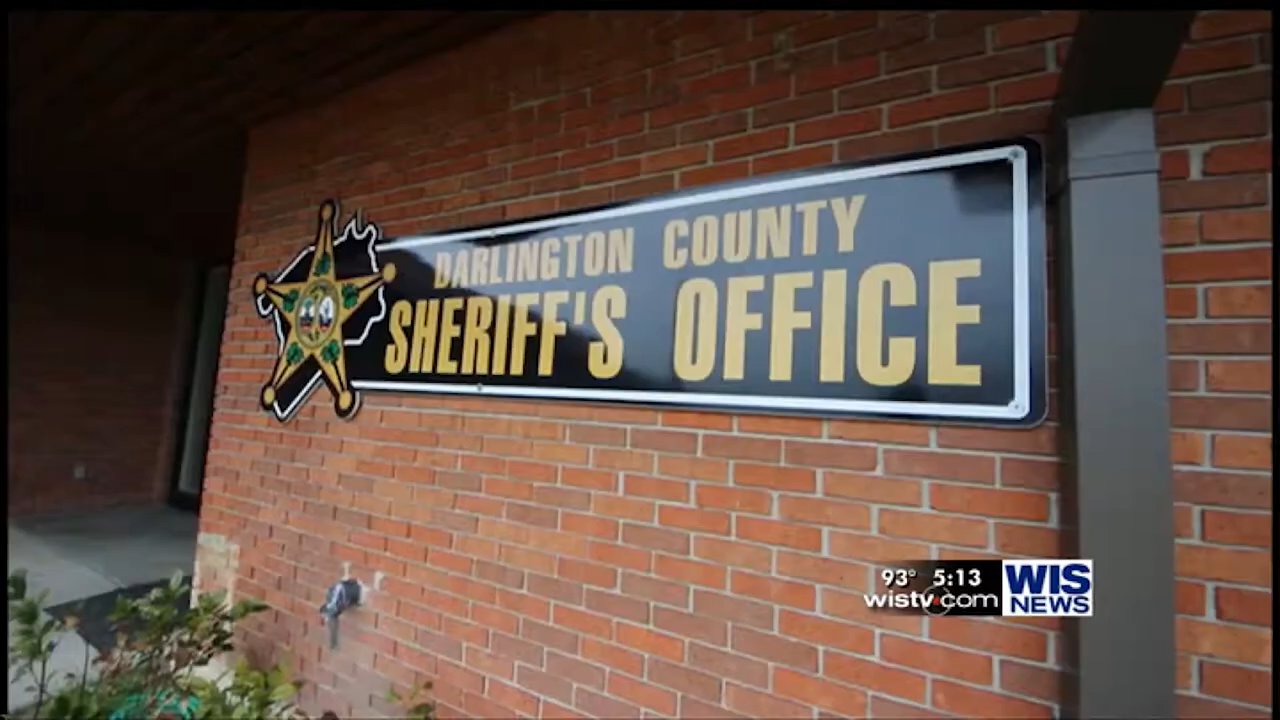 DARLINGTON COUNTY
SHERIFF'S OFFICE
93° 5:13
wistv.com
WIS
NEWS